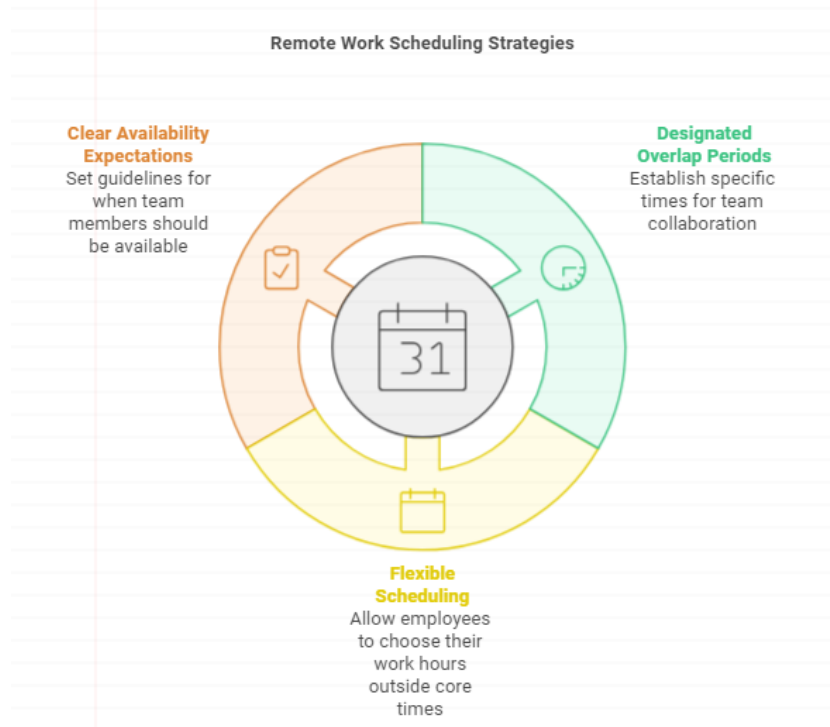 Remote Work Scheduling Strategies
Clear Availability
Expectations
Set guidelines for
when team
members should
be available
Designated
Overlap Periods
Establish specific
times for team
collaboration
31
Flexible
Scheduling
Allow employees
to choose their
work hours
outside core
times